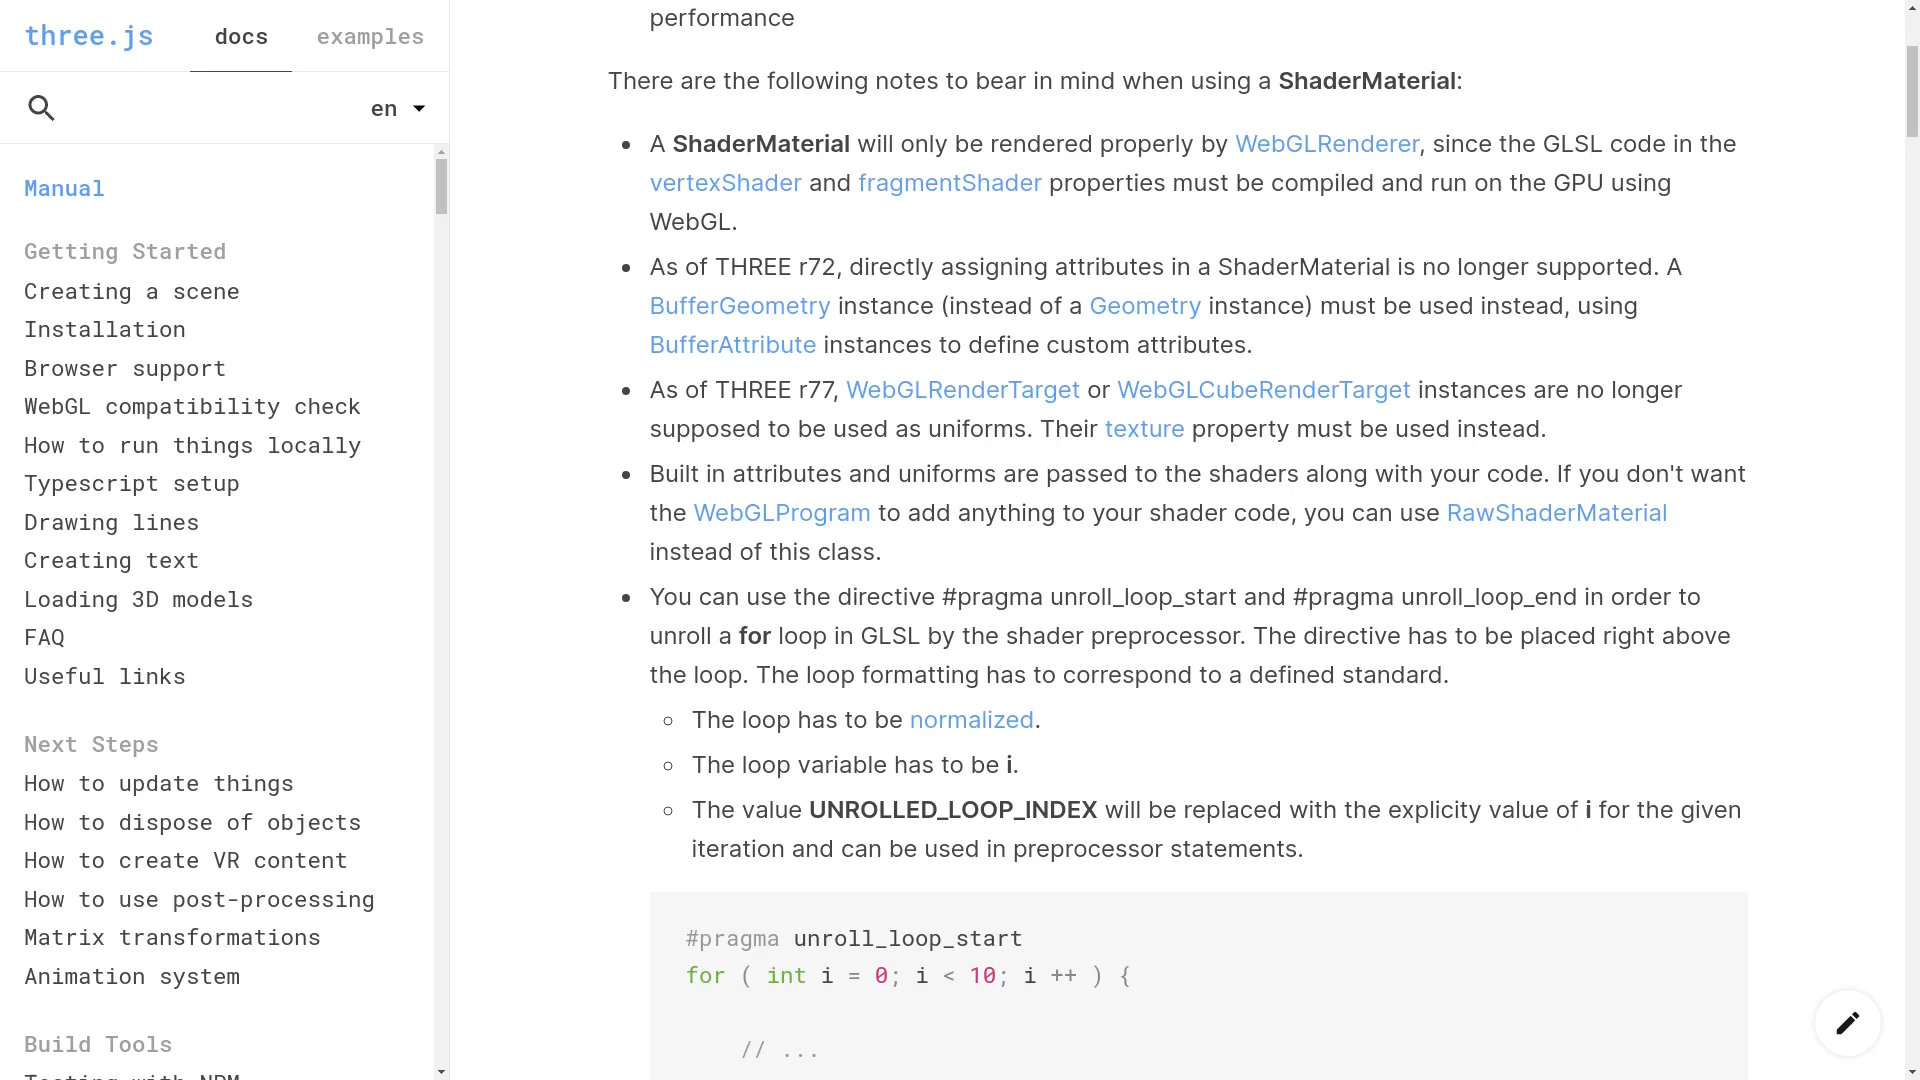 three.js
docs
examples
en
Manual
Getting Started
Creating a scene
Installation
Browser support
WebGL compatibility check
How to run things locally
Typescript setup
Drawing lines
Creating text
Loading 3D models
FAQ
Useful links
Next Steps
How to update things
How to dispose of objects
How to create VR content
How to use post-processing
Matrix transformations
Animation system
Build Tools
Testing with NPM
performance
There are the following notes to bear in mind when using a ShaderMaterial:
A ShaderMaterial will only be rendered properly by WebGLRenderer, since the GLSL code in the
vertexShader and fragmentShader properties must be compiled and run on the GPU using
WebGL.
As of THREE r72, directly assigning attributes in a ShaderMaterial is no longer supported. A
BufferGeometry instance (instead of a Geometry instance) must be used instead, using
BufferAttribute instances to define custom attributes.
As of THREE r77, WebGLRenderTarget or WebGLCubeRenderTarget instances are no longer
supposed to be used as uniforms. Their texture property must be used instead.
Built in attributes and uniforms are passed to the shaders along with your code. If you don't want
the WebGLProgram to add anything to your shader code, you can use RawShaderMaterial
instead of this class.
You can use the directive #pragma unroll_loop_start and #pragma unroll_loop_end in order to
unroll a for loop in GLSL by the shader preprocessor. The directive has to be placed right above
the loop. The loop formatting has to correspond to a defined standard.
The loop has to be normalized.
The loop variable has to be i.
The value UNROLLED_LOOP_INDEX will be replaced with the explicity value of i for the given
iteration and can be used in preprocessor statements.
#pragma unroll_loop_start
for ( int i = 0; i < 10; i ++ ) {
// ...